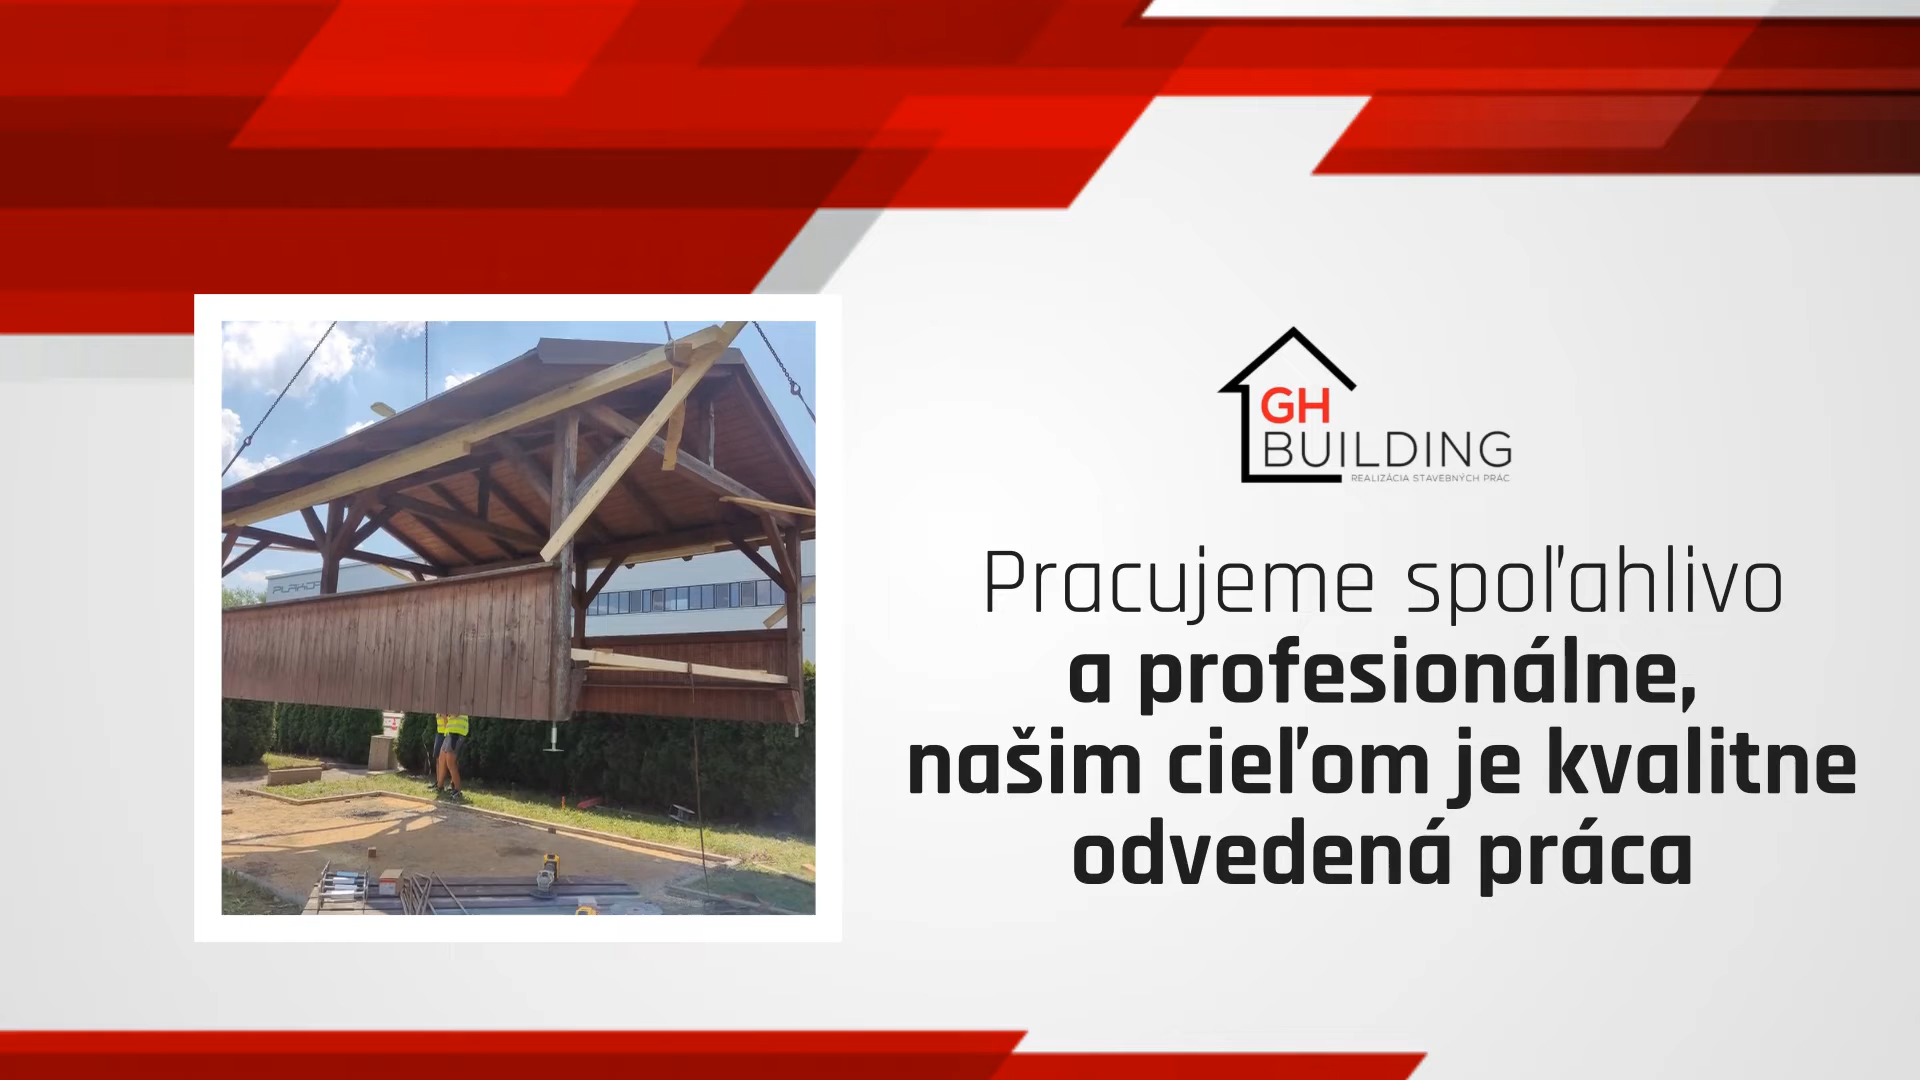 GH
BUILDING
REALIZÁCIA STAVEBNÝCH PRÁC
Pracujeme spoľahlivo
a profesionálne,
našim cieľom je kvalitne
odvedená práca